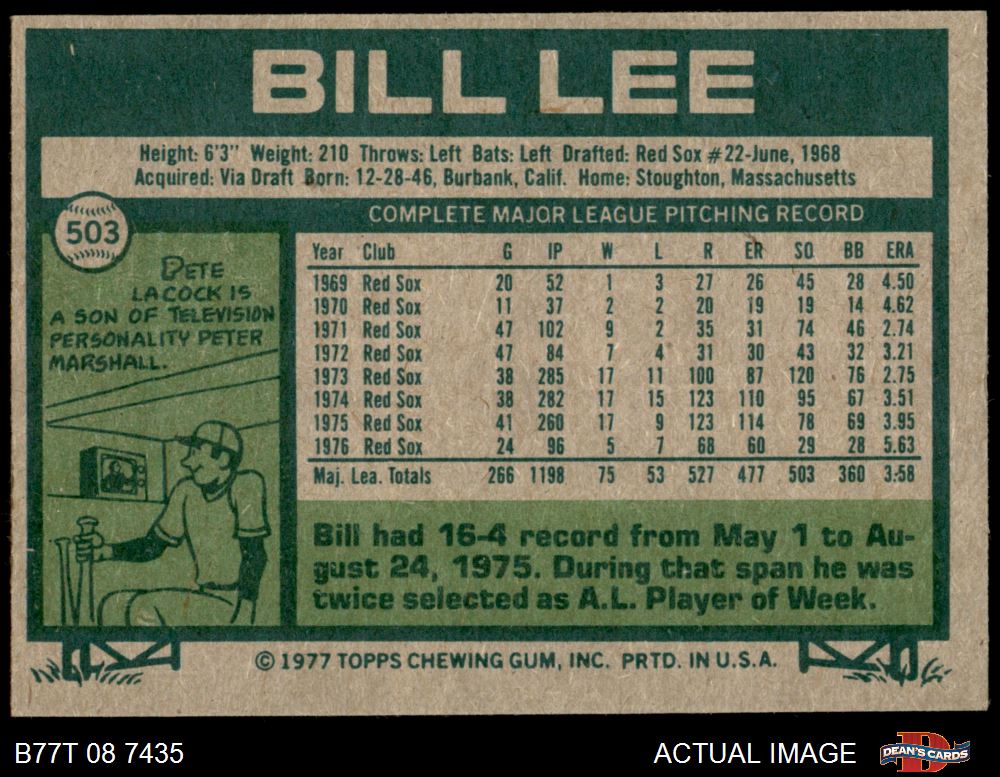 BILL LEE
Height: 6'3" Weight: 210 Throws: Left Bats: Left Drafted: Red Sox #22-June, 1968
Acquired: Via Draft Born: 12-28-46, Burbank, Calif. Home: Stoughton, Massachusetts
503
PETE
LACOCK IS
A SON OF TELEVISION
PERSONALITY PETER
MARSHALL.
COMPLETE MAJOR LEAGUE PITCHING RECORD
Year Club G IP W L R ER SO BB ERA
1969 Red Sox 20 52 1 3 27 26 45 28 4.50
1970 Red Sox 11 37 2 2 20 19 19 14 4.62
1971 Red Sox 47 102 9 2 35 31 74 46 2.74
1972 Red Sox 47 84 7 4 31 30 43 32 3.21
1973 Red Sox 38 285 17 11 100 87 120 76 2.75
1974 Red Sox 38 282 17 15 123 110 95 67 3.51
1975 Red Sox 41 260 17 9 123 114 78 69 3.95
1976 Red Sox 24 96 5 7 68 60 29 28 5.63
Maj. Lea. Totals 266 1198 75 53 527 477 503 360 3.58
Bill had 16-4 record from May 1 to Au-
gust 24, 1975. During that span he was
twice selected as A.L. Player of Week.
© 1977 TOPPS CHEWING GUM, INC. PRTD. IN U.S.A.
B77T 08 7435
ACTUAL IMAGE
D
DEAN'S CARDS